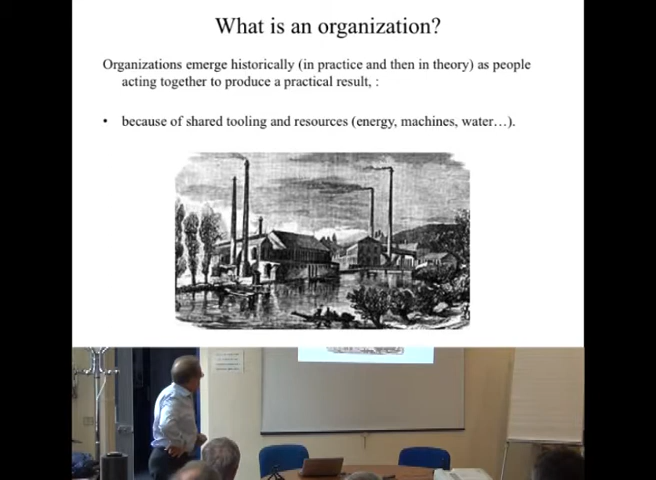 What is an organization?
Organizations emerge historically (in practice and then in theory) as people
acting together to produce a practical result, :
• because of shared tooling and resources (energy, machines, water…).